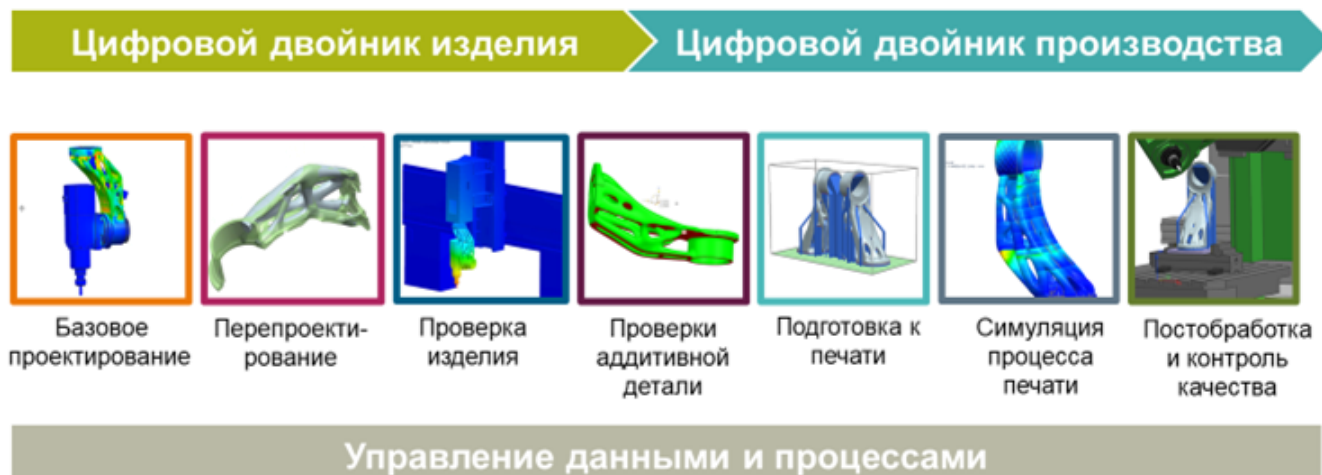 Цифровой двойник изделия
Цифровой двойник производства
Базовое
проектирование
Перепроекти-
рование
Проверка
изделия
Проверки
аддитивной
детали
Подготовка к
печати
Симуляция
процесса
печати
Постобработка
и контроль
качества
Управление данными и процессами